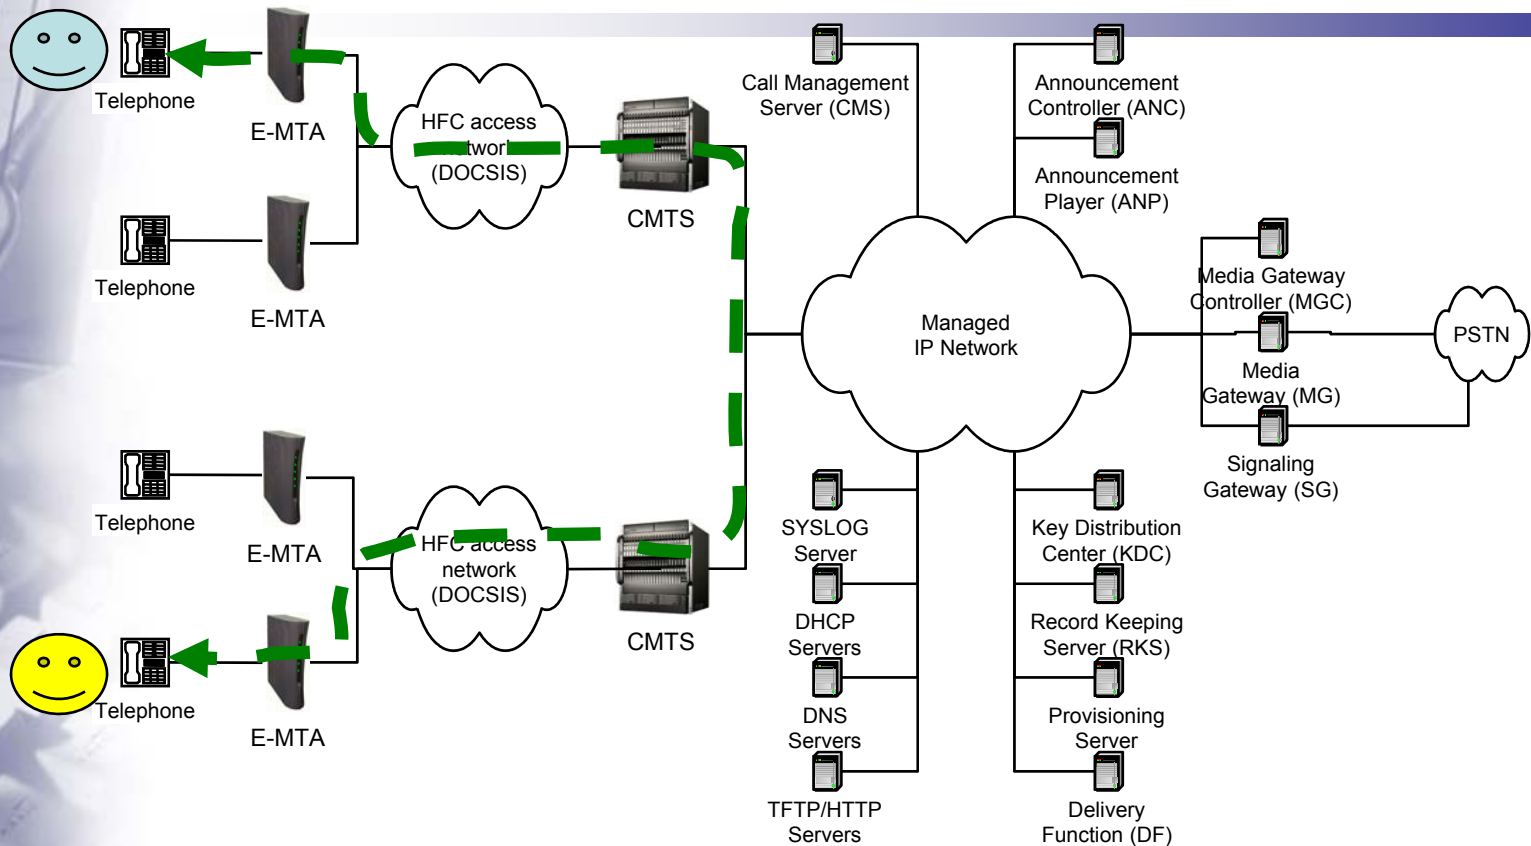 Telephone
E-MTA
HFC access
network
(DOCSIS)
CMTS
Telephone
E-MTA
Telephone
E-MTA
HFC access
network
(DOCSIS)
CMTS
Telephone
E-MTA
Call Management
Server (CMS)
Announcement
Controller (ANC)
Announcement
Player (ANP)
Managed
IP Network
Media Gateway
Controller (MGC)
Media
Gateway (MG)
Signaling
Gateway (SG)
PSTN
SYSLOG
Server
DHCP
Servers
DNS
Servers
TFTP/HTTP
Servers
Key Distribution
Center (KDC)
Record Keeping
Server (RKS)
Provisioning
Server
Delivery
Function (DF)